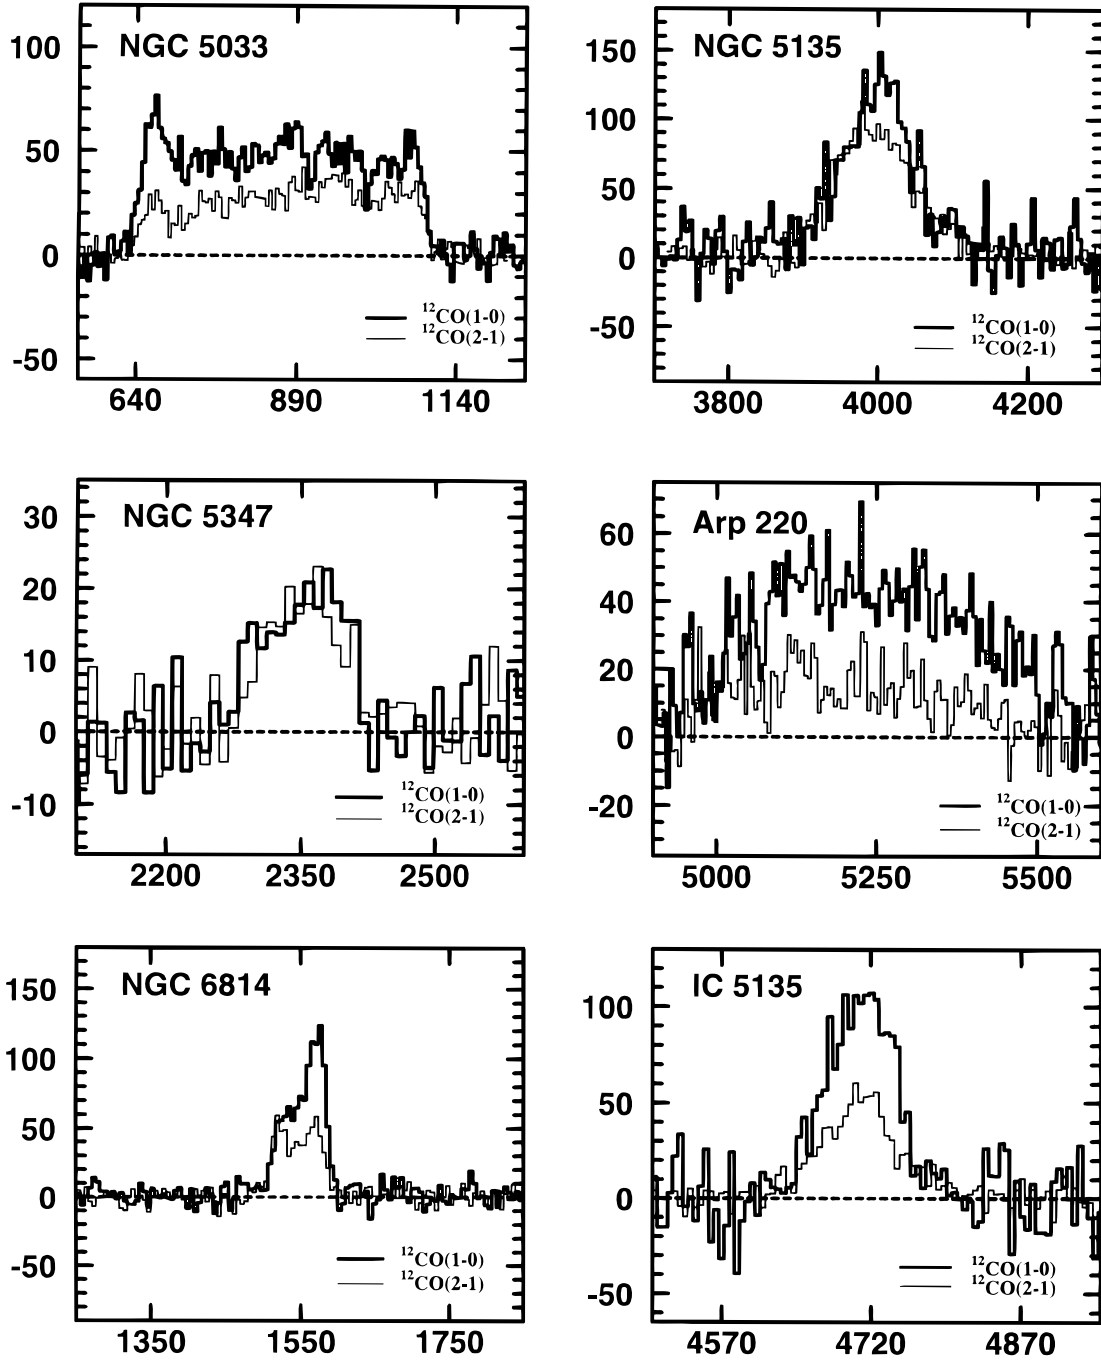 NGC 5033
100
50
0
-50
¹²CO(1-0)
¹²CO(2-1)
640 890 1140
NGC 5135
150
100
50
0
-50
¹²CO(1-0)
¹²CO(2-1)
3800 4000 4200
NGC 5347
30
20
10
0
-10
¹²CO(1-0)
¹²CO(2-1)
2200 2350 2500
Arp 220
60
40
20
0
-20
¹²CO(1-0)
¹²CO(2-1)
5000 5250 5500
NGC 6814
150
100
50
0
-50
¹²CO(1-0)
¹²CO(2-1)
1350 1550 1750
IC 5135
100
50
0
-50
¹²CO(1-0)
¹²CO(2-1)
4570 4720 4870